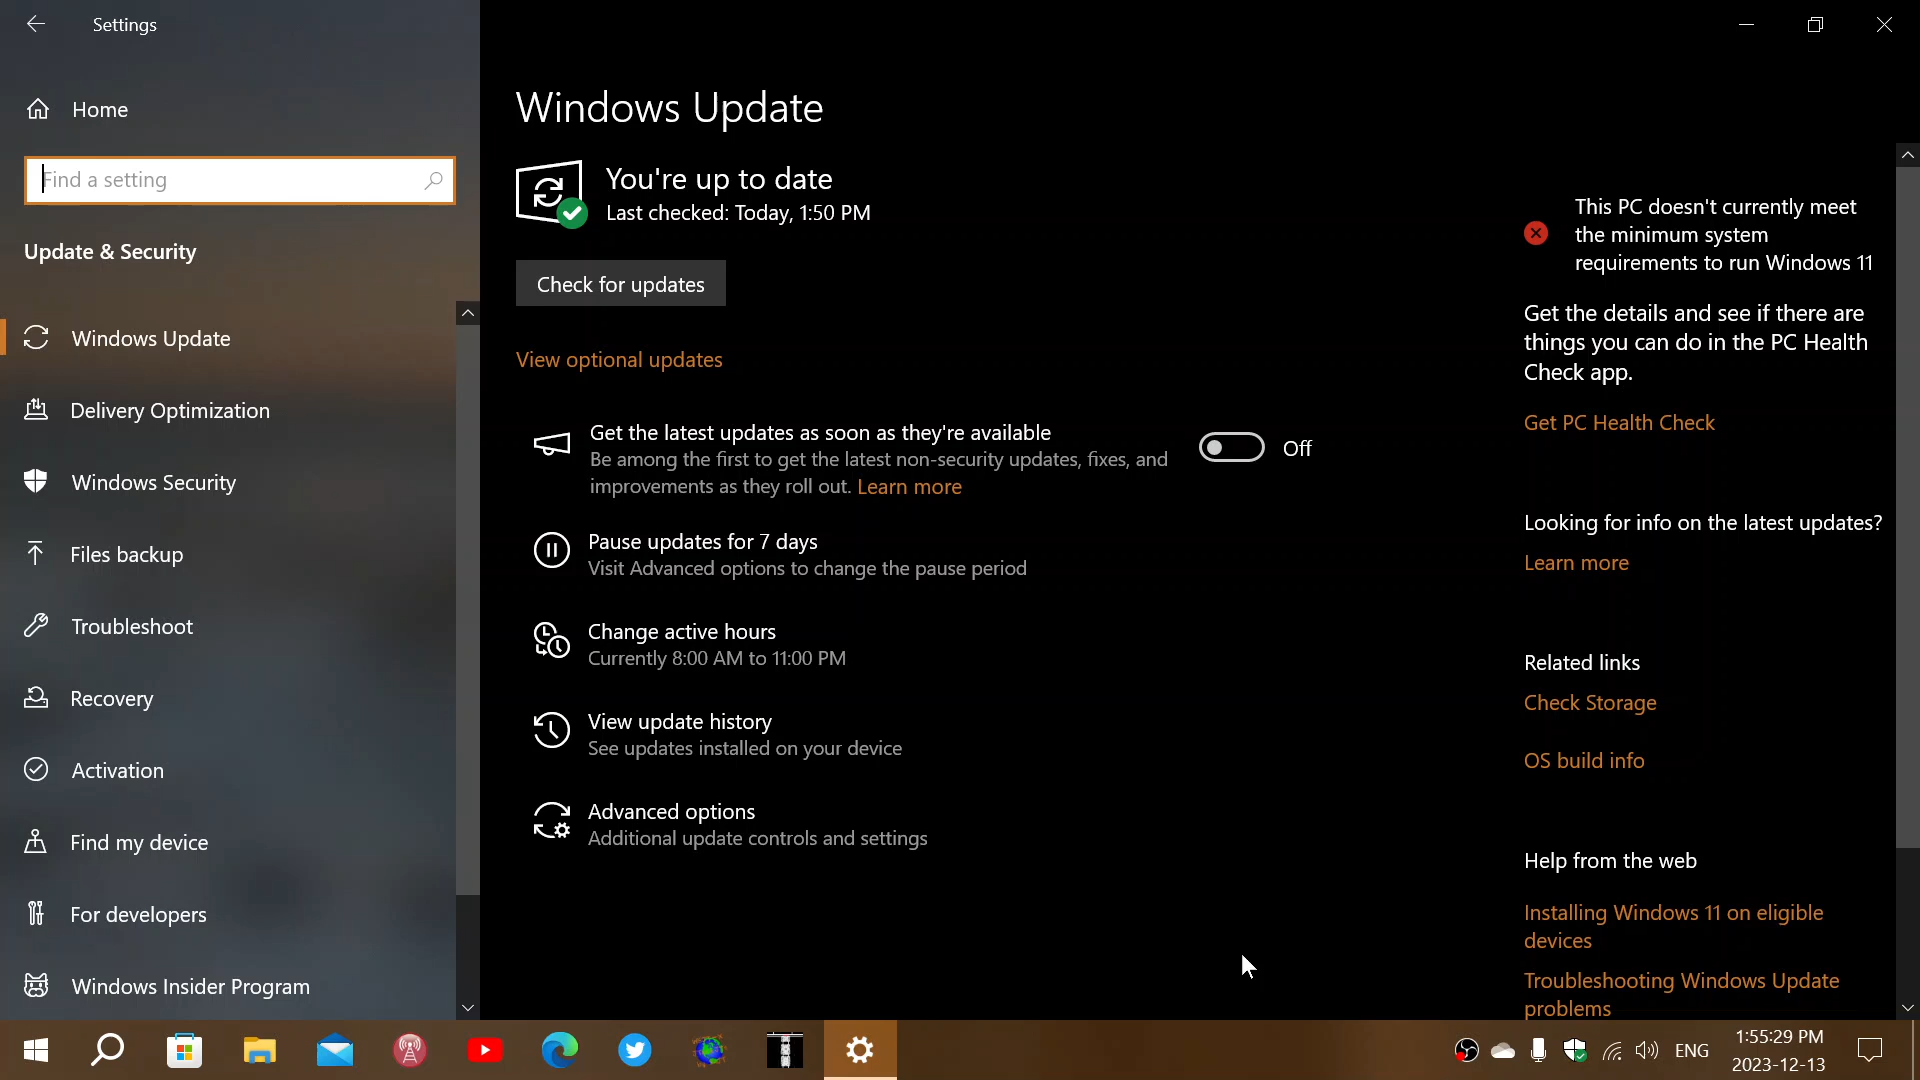 Settings
Home
Find a setting
Update & Security
Windows Update
Delivery Optimization
Windows Security
Files backup
Troubleshoot
Recovery
Activation
Find my device
For developers
Windows Insider Program
Windows Update
You're up to date
Last checked: Today, 1:50 PM
Check for updates
View optional updates
Get the latest updates as soon as they're available
Be among the first to get the latest non-security updates, fixes, and
improvements as they roll out. Learn more
Off
Pause updates for 7 days
Visit Advanced options to change the pause period
Change active hours
Currently 8:00 AM to 11:00 PM
View update history
See updates installed on your device
Advanced options
Additional update controls and settings
This PC doesn't currently meet
the minimum system
requirements to run Windows 11
Get the details and see if there are
things you can do in the PC Health
Check app.
Get PC Health Check
Looking for info on the latest updates?
Learn more
Related links
Check Storage
OS build info
Help from the web
Installing Windows 11 on eligible
devices
Troubleshooting Windows Update
problems
ENG
1:55:29 PM
2023-12-13